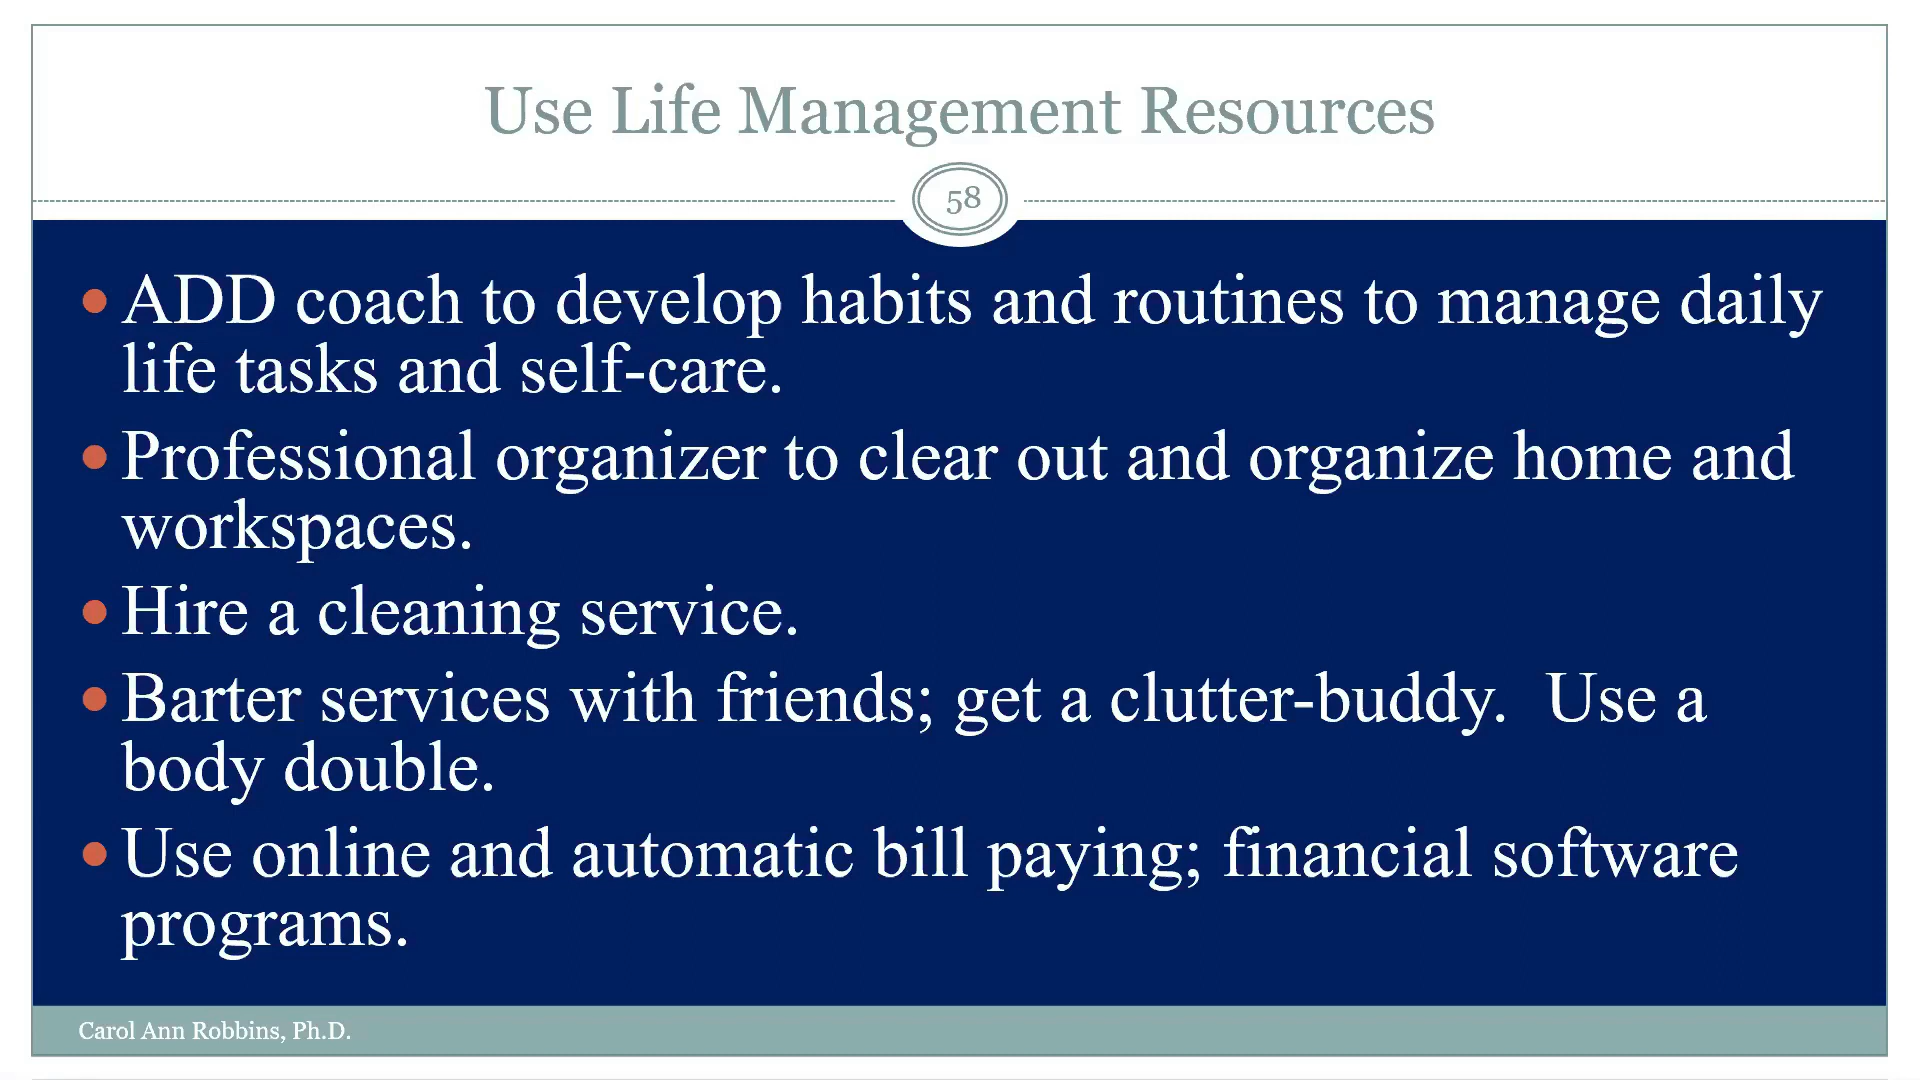 Use Life Management Resources
58
• ADD coach to develop habits and routines to manage daily
life tasks and self-care.
• Professional organizer to clear out and organize home and
workspaces.
• Hire a cleaning service.
• Barter services with friends; get a clutter-buddy.  Use a
body double.
• Use online and automatic bill paying; financial software
programs.
Carol Ann Robbins, Ph.D.